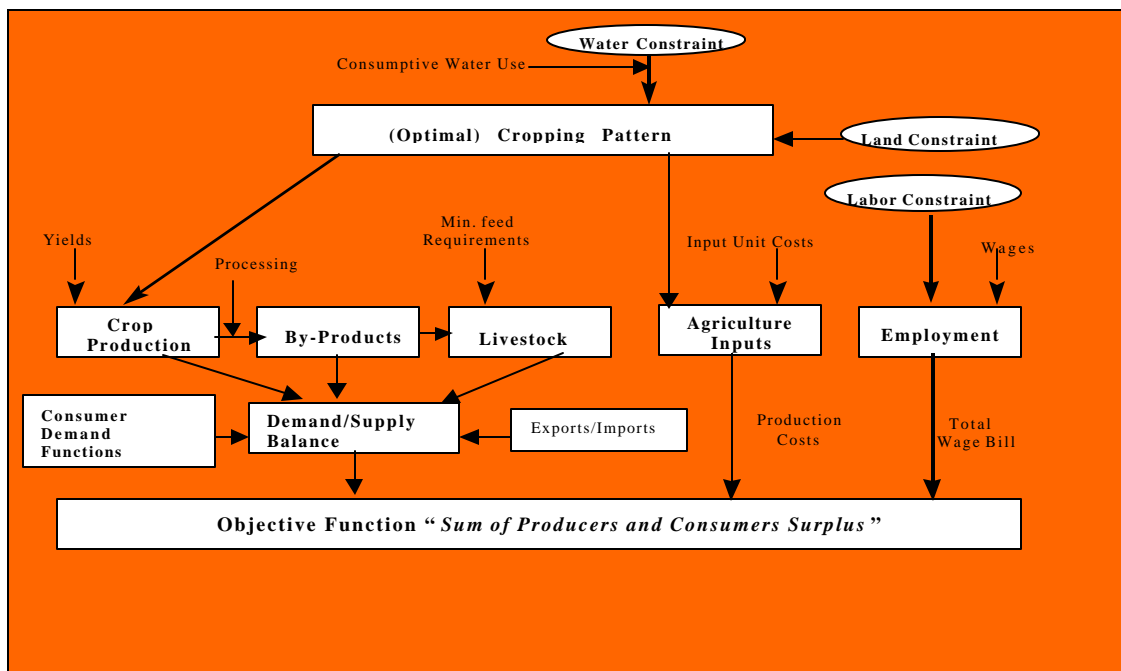 Water Constraint
Consumptive Water Use
(Optimal) Cropping Pattern
Land Constraint
Labor Constraint
Min. feed
Requirements
Yields
Input Unit Costs
Wages
Processing
Crop
Production
By-Products
Livestock
Agriculture
Inputs
Employment
Consumer
Demand
Functions
Demand/Supply
Balance
Exports/Imports
Production
Costs
Total
Wage Bill
Objective Function “Sum of Producers and Consumers Surplus”